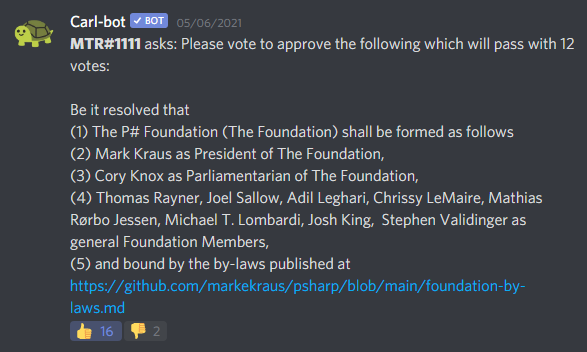 Carl-bot ✓ BOT 05/06/2021
MTR#1111 asks: Please vote to approve the following which will pass with 12
votes:
Be it resolved that
(1) The P# Foundation (The Foundation) shall be formed as follows
(2) Mark Kraus as President of The Foundation,
(3) Cory Knox as Parliamentarian of The Foundation,
(4) Thomas Rayner, Joel Sallow, Adil Leghari, Chrissy LeMaire, Mathias
Rørbo Jessen, Michael T. Lombardi, Josh King,  Stephen Validinger as
general Foundation Members,
(5) and bound by the by-laws published at
https://github.com/markekraus/psharp/blob/main/foundation-by-
laws.md
👍 16 👎 2